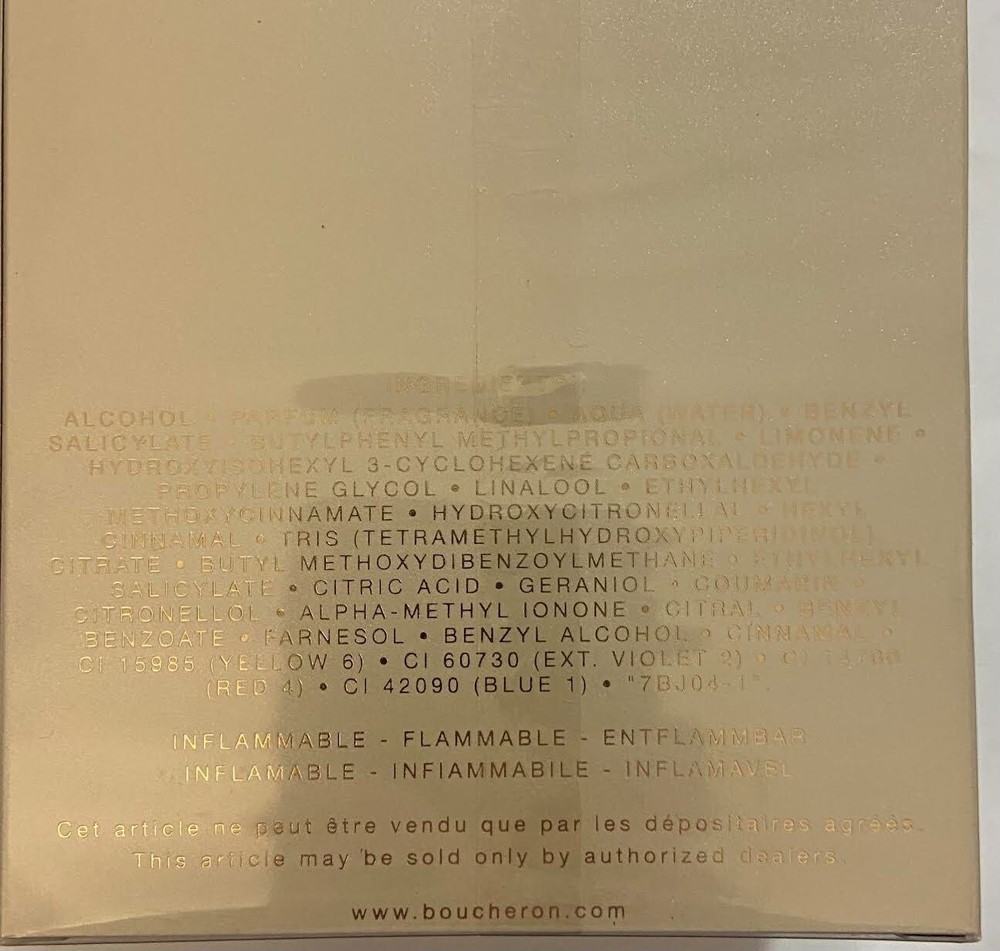 ALCOHOL • PARFUM (FRAGRANCE) • AQUA (WATER) • BENZYL
SALICYLATE • BUTYLPHENYL METHYLPROPIONAL • LIMONENE •
HYDROXYISOHEXYL 3-CYCLOHEXENE CARBOXALDEHYDE •
PROPYLENE GLYCOL • LINALOOL • ETHYLHEXYL
METHOXYCINNAMATE • HYDROXYCITRONELLAL • HEXYL
CINNAMAL • TRIS (TETRAMETHYLHYDROXYPIPERIDINOL)
CITRATE • BUTYL METHOXYDIBENZOYLMETHANE • ETHYLHEXYL
SALICYLATE • CITRIC ACID • GERANIOL • COUMARIN •
CITRONELLOL • ALPHA-METHYL IONONE • CITRAL • BENZYL
BENZOATE • FARNESOL • BENZYL ALCOHOL • CINNAMAL •
CI 15985 (YELLOW 6) • CI 60730 (EXT. VIOLET 2) • CI
(RED 4) • CI 42090 (BLUE 1) • "7BJ04-1".
INFLAMMABLE - FLAMMABLE - ENTFLAMMBAR
INFLAMABLE - INFIAMMABILE - INFLAMAVEL
Cet article ne peut être vendu que par les dépositaires agréés.
This article may be sold only by authorized dealers.
www.boucheron.com